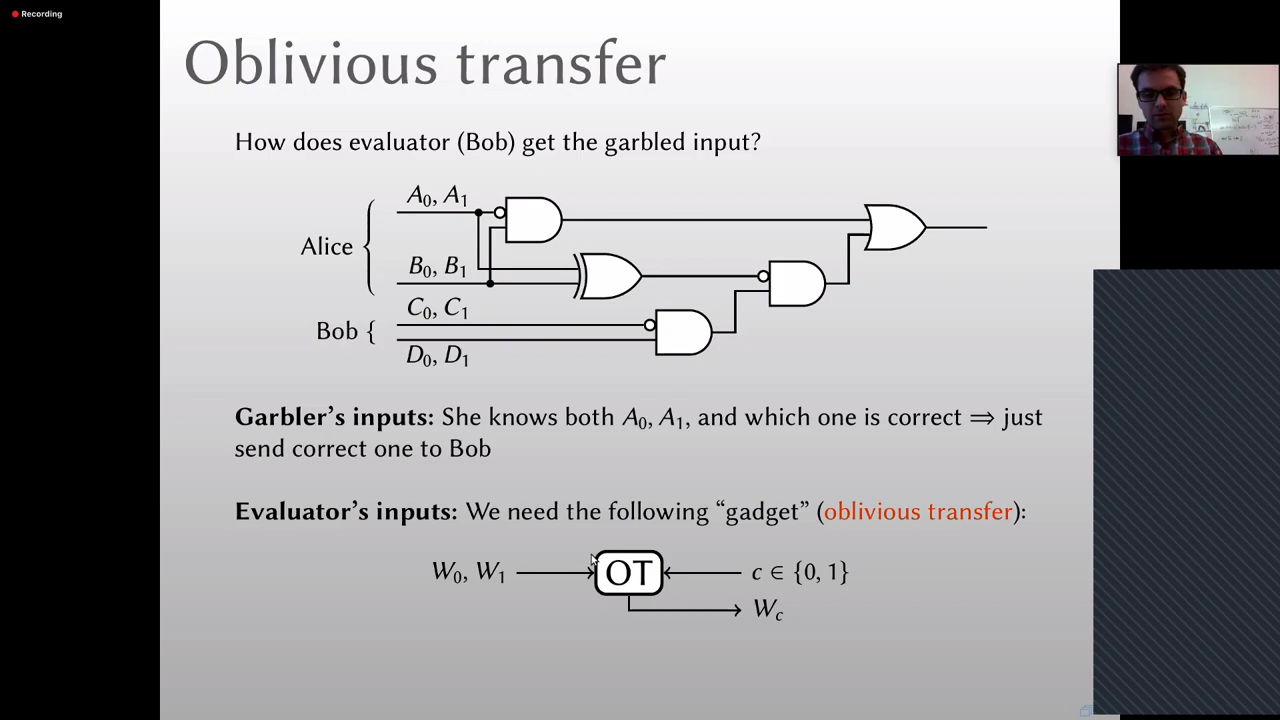 Recording
Oblivious transfer
How does evaluator (Bob) get the garbled input?
A₀, A₁
Alice
B₀, B₁
C₀, C₁
Bob {
D₀, D₁
Garbler’s inputs: She knows both A₀, A₁, and which one is correct ⇒ just
send correct one to Bob
Evaluator’s inputs: We need the following “gadget” (oblivious transfer):
W₀, W₁ OT c ∈ {0, 1}
W_c